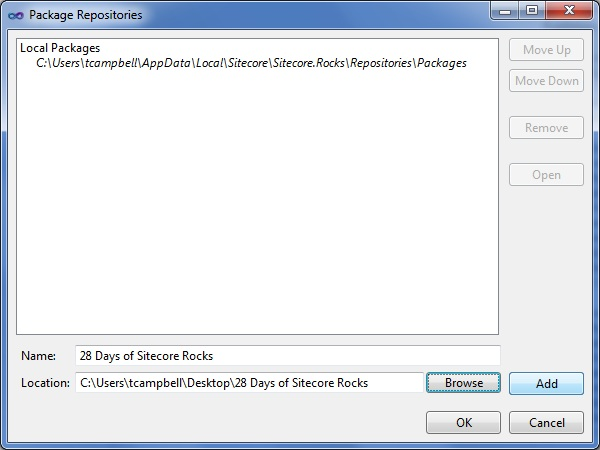 Package Repositories
Local Packages
C:\Users\tcampbell\AppData\Local\Sitecore\Sitecore.Rocks\Repositories\Packages
Move Up
Move Down
Remove
Open
Name: 28 Days of Sitecore Rocks
Location: C:\Users\tcampbell\Desktop\28 Days of Sitecore Rocks Browse Add
OK Cancel